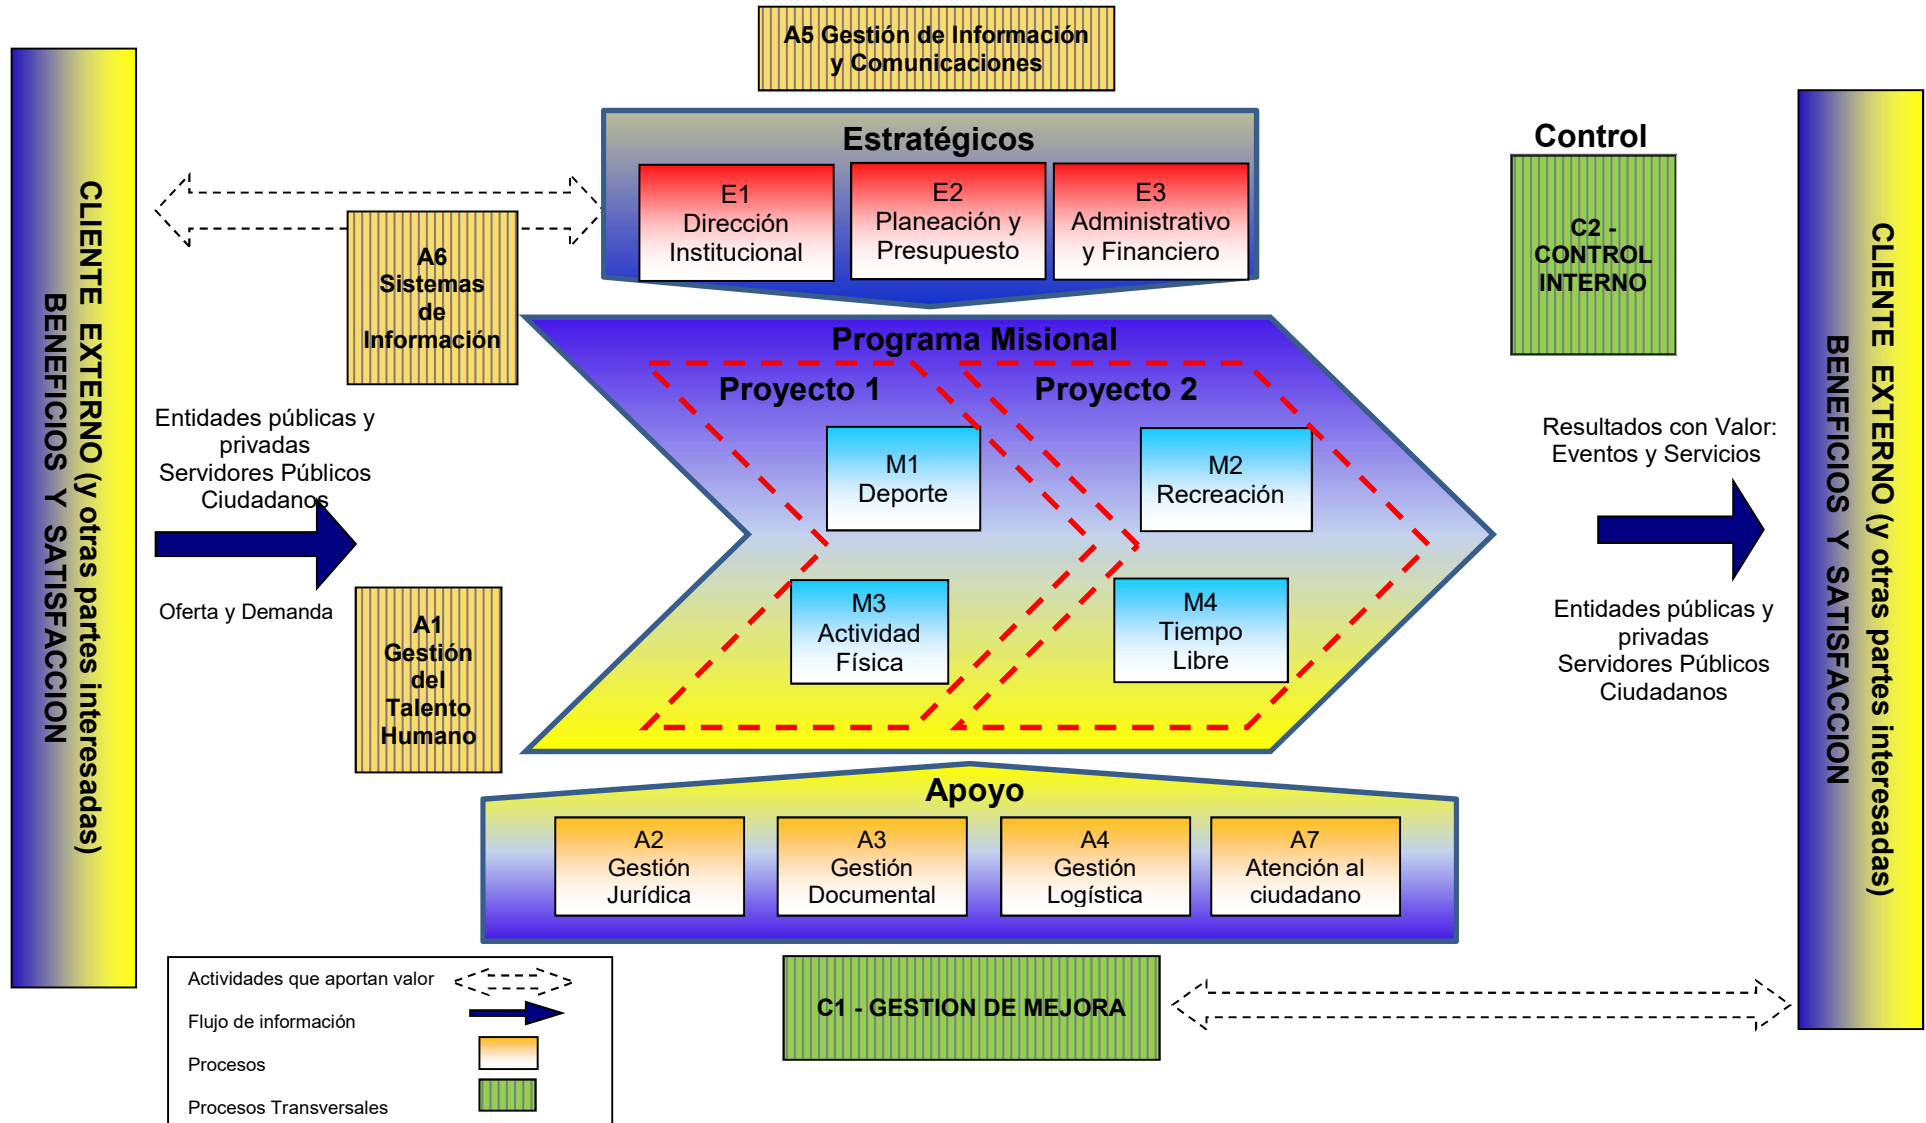 A5 Gestión de Información
y Comunicaciones
CLIENTE EXTERNO (y otras partes interesadas)
BENEFICIOS Y SATISFACCION
Estratégicos
E1
Dirección
Institucional
E2
Planeación y
Presupuesto
E3
Administrativo
y Financiero
Control
C2 -
CONTROL
INTERNO
A6
Sistemas
de
Información
Programa Misional
Proyecto 1
Proyecto 2
M1
Deporte
M2
Recreación
M3
Actividad
Física
M4
Tiempo
Libre
Entidades públicas y
privadas
Servidores Públicos
Ciudadanos
Oferta y Demanda
A1
Gestión
del
Talento
Humano
Resultados con Valor:
Eventos y Servicios
Entidades públicas y
privadas
Servidores Públicos
Ciudadanos
CLIENTE EXTERNO (y otras partes interesadas)
BENEFICIOS Y SATISFACCION
Apoyo
A2
Gestión
Jurídica
A3
Gestión
Documental
A4
Gestión
Logística
A7
Atención al
ciudadano
C1 - GESTION DE MEJORA
Actividades que aportan valor
Flujo de información
Procesos
Procesos Transversales